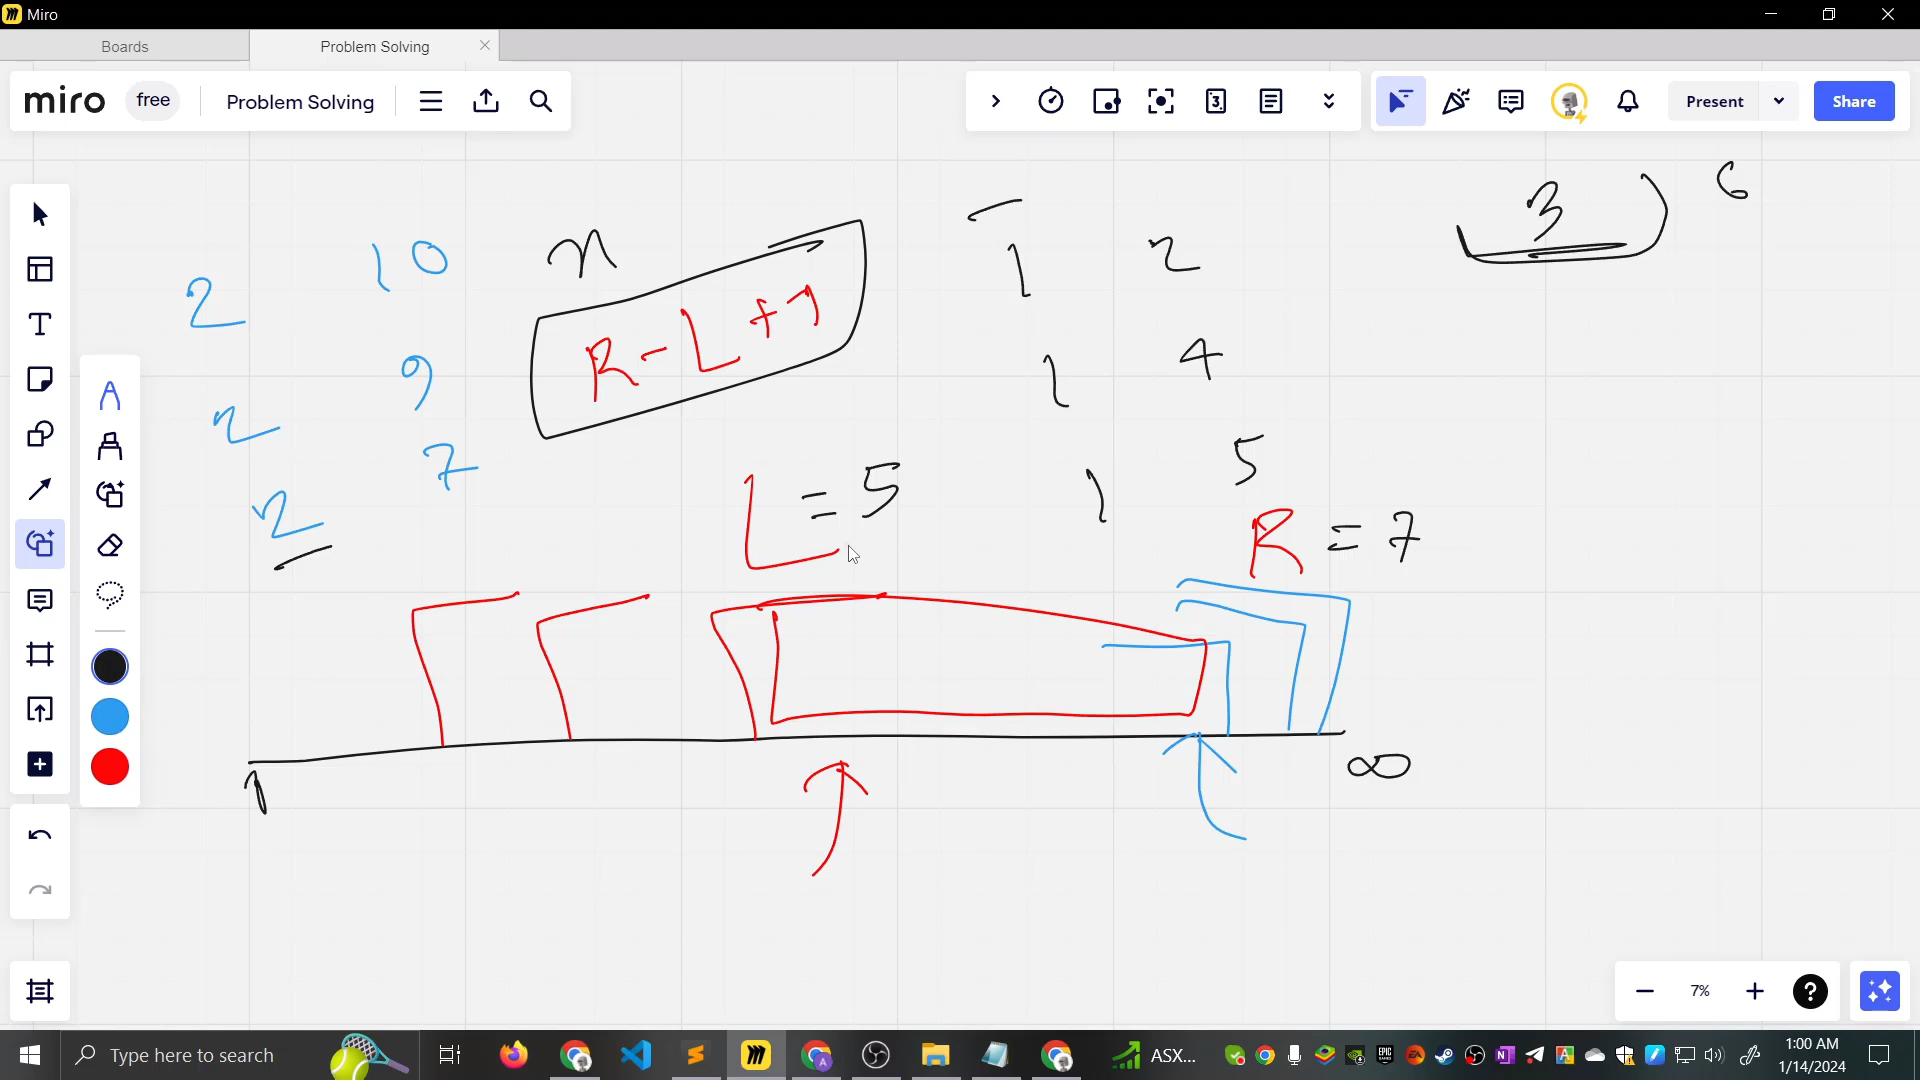 Miro
Boards
Problem Solving
miro
free
Problem Solving
Present
Share
3
6
10
n
1
2
2
R-L+1
9
1
4
2
7
L = 5
1
5
2
R = 7
1
∞
7%
Type here to search
ASX...
1:00 AM
1/14/2024